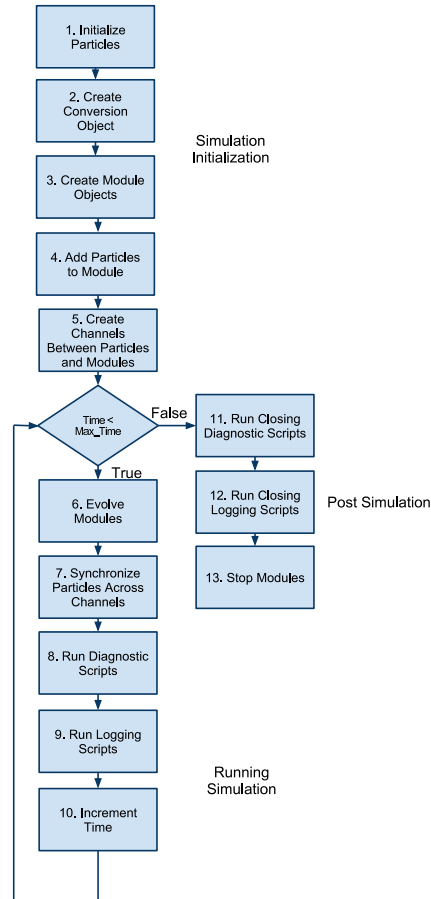 1. Initialize
Particles
2. Create
Conversion
Object
Simulation
Initialization
3. Create Module
Objects
4. Add Particles
to Module
5. Create
Channels
Between Particles
and Modules
Time <
Max_Time
False
True
11. Run Closing
Diagnostic Scripts
12. Run Closing
Logging Scripts
Post Simulation
13. Stop Modules
6. Evolve
Modules
7. Synchronize
Particles Across
Channels
8. Run Diagnostic
Scripts
9. Run Logging
Scripts
Running
Simulation
10. Increment
Time